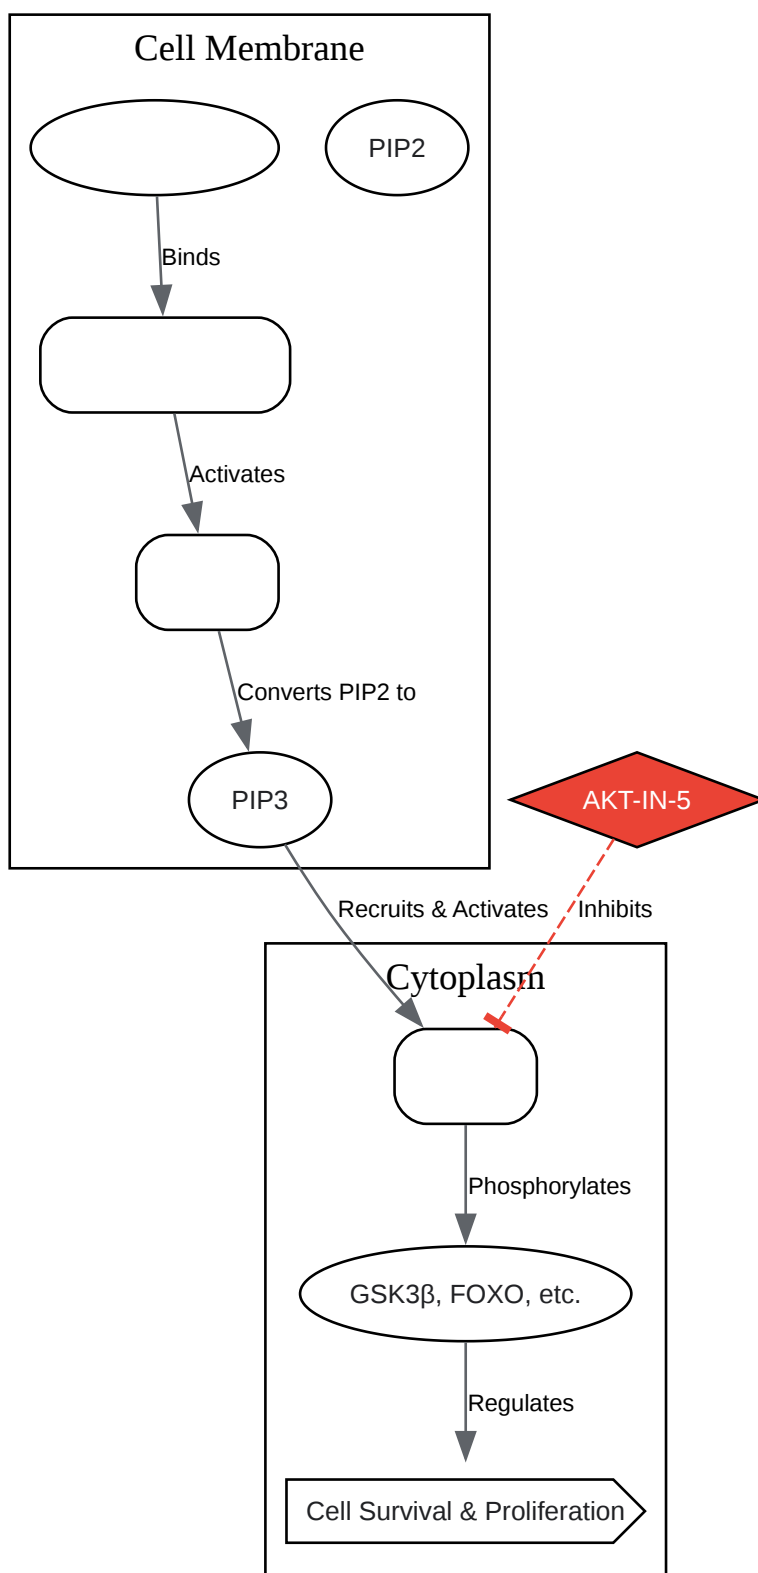 Cell Membrane
PIP2
Binds
Activates
Converts PIP2 to
PIP3
AKT-IN-5
Recruits & Activates
Inhibits
Cytoplasm
Phosphorylates
GSK3β, FOXO, etc.
Regulates
Cell Survival & Proliferation